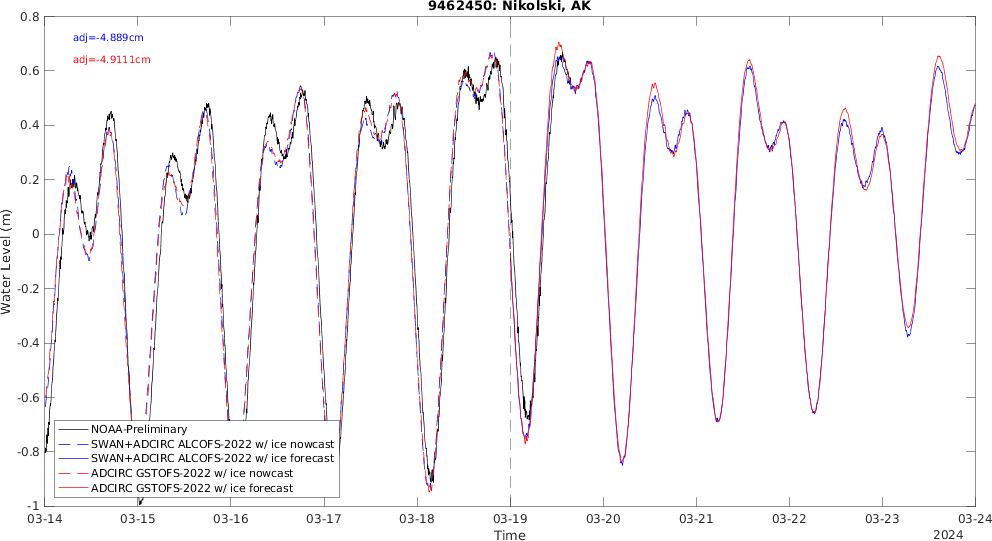 9462450: Nikolski, AK
adj=-4.889cm
adj=-4.9111cm
Water Level (m)
0.8
0.6
0.4
0.2
0
-0.2
-0.4
-0.6
-0.8
-1
NOAA-Preliminary
SWAN+ADCIRC ALCOFS-2022 w/ ice nowcast
SWAN+ADCIRC ALCOFS-2022 w/ ice forecast
ADCIRC GSTOFS-2022 w/ ice nowcast
ADCIRC GSTOFS-2022 w/ ice forecast
03-14 03-15 03-16 03-17 03-18 03-19 03-20 03-21 03-22 03-23 03-24
Time
2024